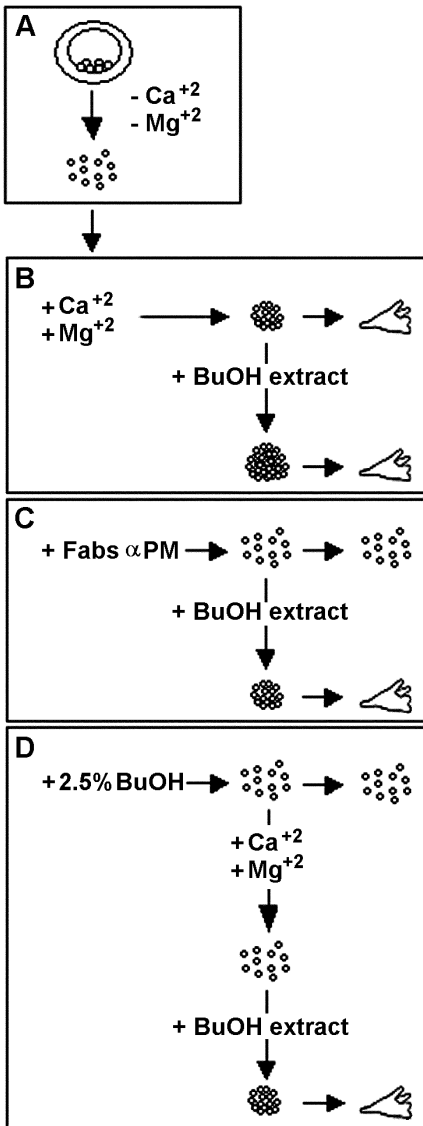 A
- Ca+2
- Mg+2
B
+ Ca+2
+ Mg+2
+ BuOH extract
C
+ Fabs αPM
+ BuOH extract
D
+ 2.5% BuOH
+ Ca+2
+ Mg+2
+ BuOH extract